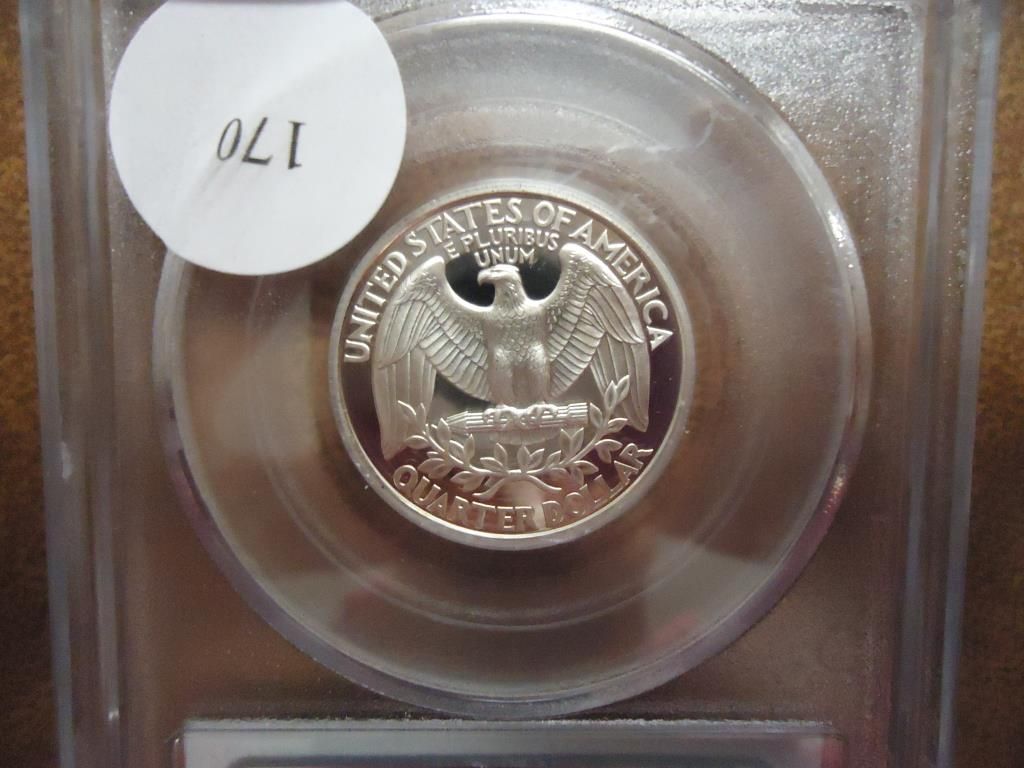 170
UNITED STATES OF AMERICA
E PLURIBUS
UNUM
QUARTER DOLLAR